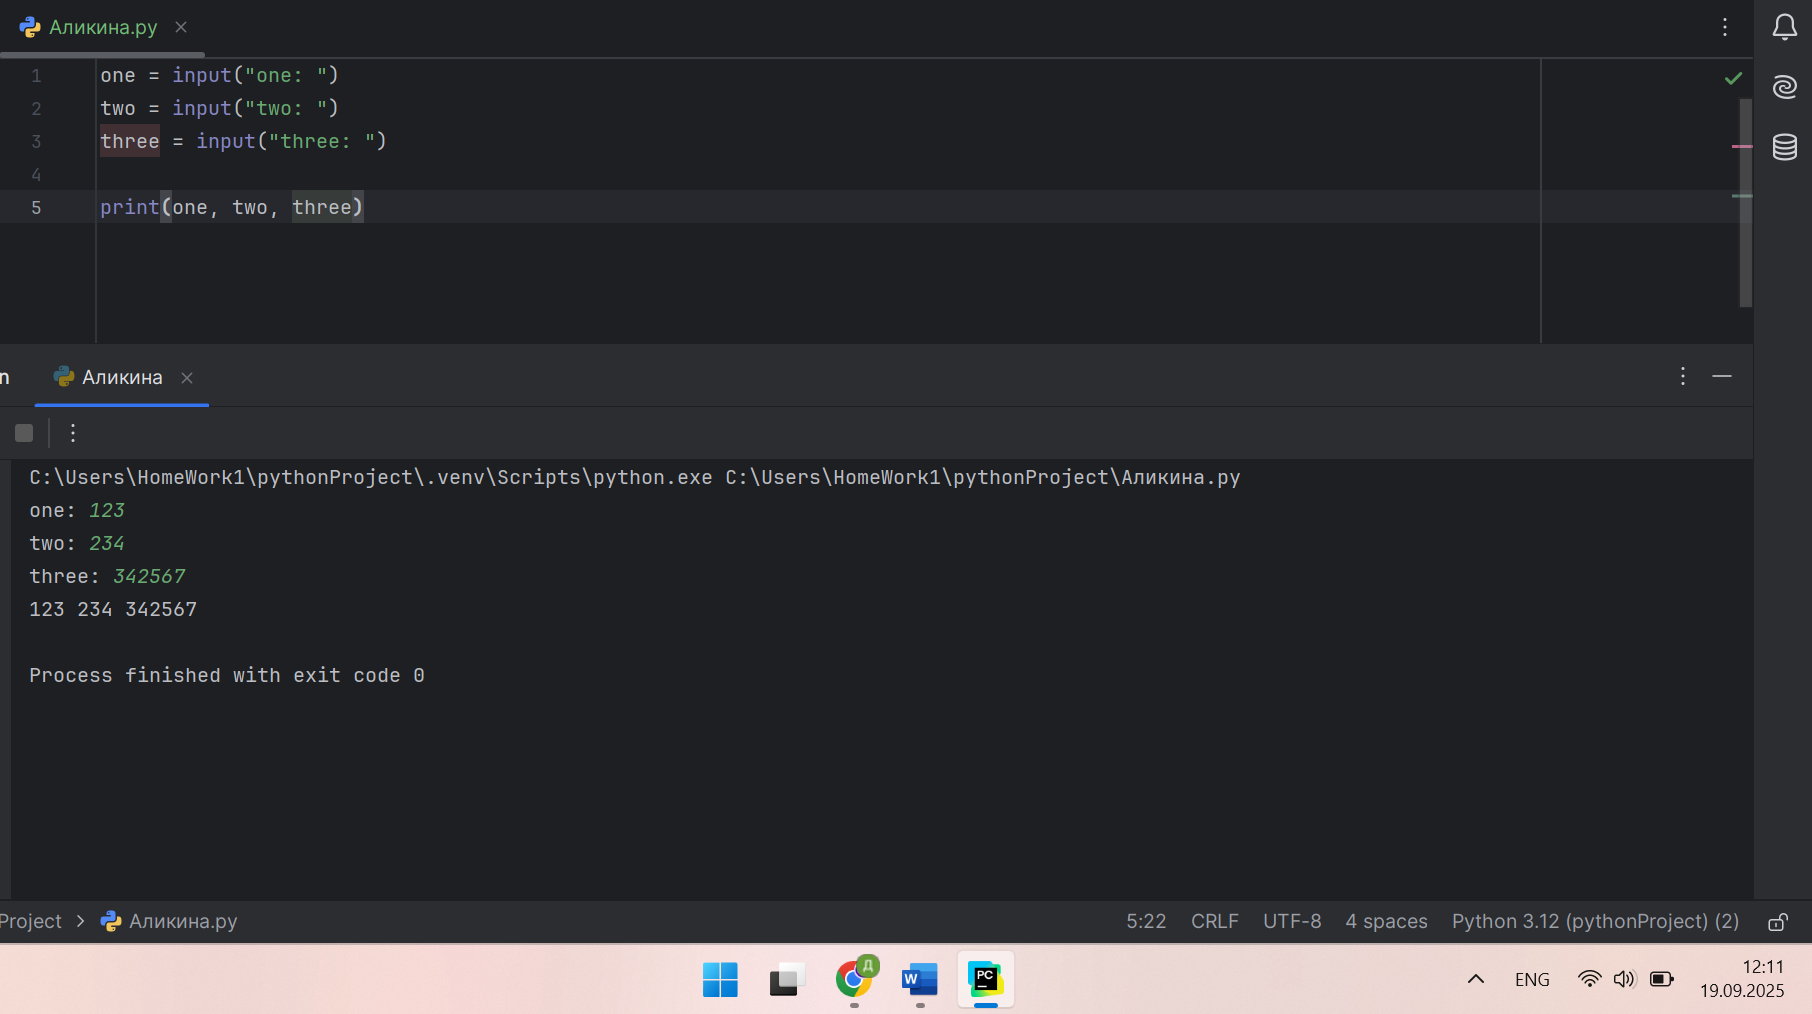 Аликина.py
1 one = input("one: ")
2 two = input("two: ")
3 three = input("three: ")
4
5 print(one, two, three)
n Аликина
C:\Users\HomeWork1\pythonProject\.venv\Scripts\python.exe C:\Users\HomeWork1\pythonProject\Аликина.py
one: 123
two: 234
three: 342567
123 234 342567
Process finished with exit code 0
Project > Аликина.py 5:22 CRLF UTF-8 4 spaces Python 3.12 (pythonProject) (2)
Д W PC ENG 12:11
19.09.2025